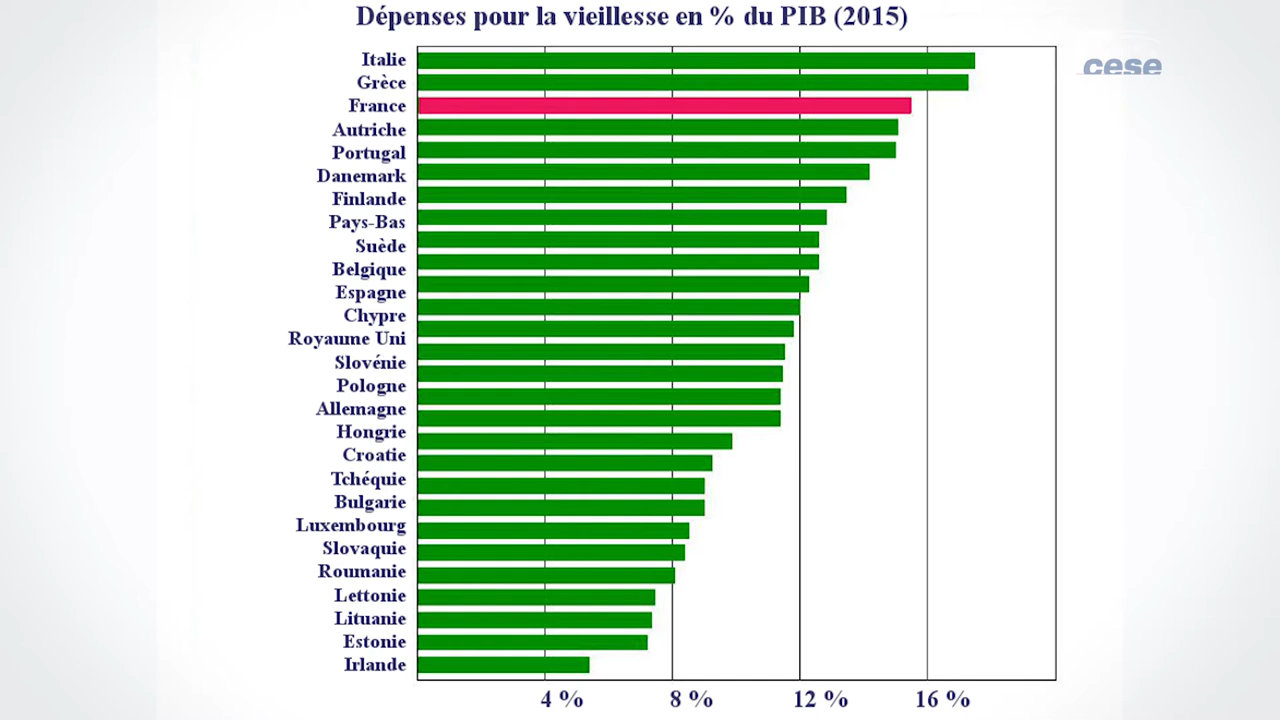 Dépenses pour la vieillesse en % du PIB (2015)
cese
Italie
Grèce
France
Autriche
Portugal
Danemark
Finlande
Pays-Bas
Suède
Belgique
Espagne
Chypre
Royaume Uni
Slovénie
Pologne
Allemagne
Hongrie
Croatie
Tchéquie
Bulgarie
Luxembourg
Slovaquie
Roumanie
Lettonie
Lituanie
Estonie
Irlande
4 % 8 % 12 % 16 %